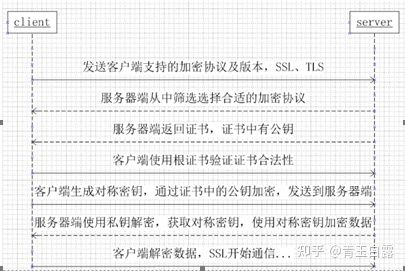 client
server
发送客户端支持的加密协议及版本，SSL、TLS
服务器端从中筛选选择合适的加密协议
服务器端返回证书，证书中有公钥
客户端使用根证书验证证书合法性
客户端生成对称密钥，通过证书中的公钥加密，发送到服务器端
服务器端使用私钥解密，获取对称密钥，使用对称密钥加密数据
客户端解密数据，SSL开始通信...
知乎 @青玉白露